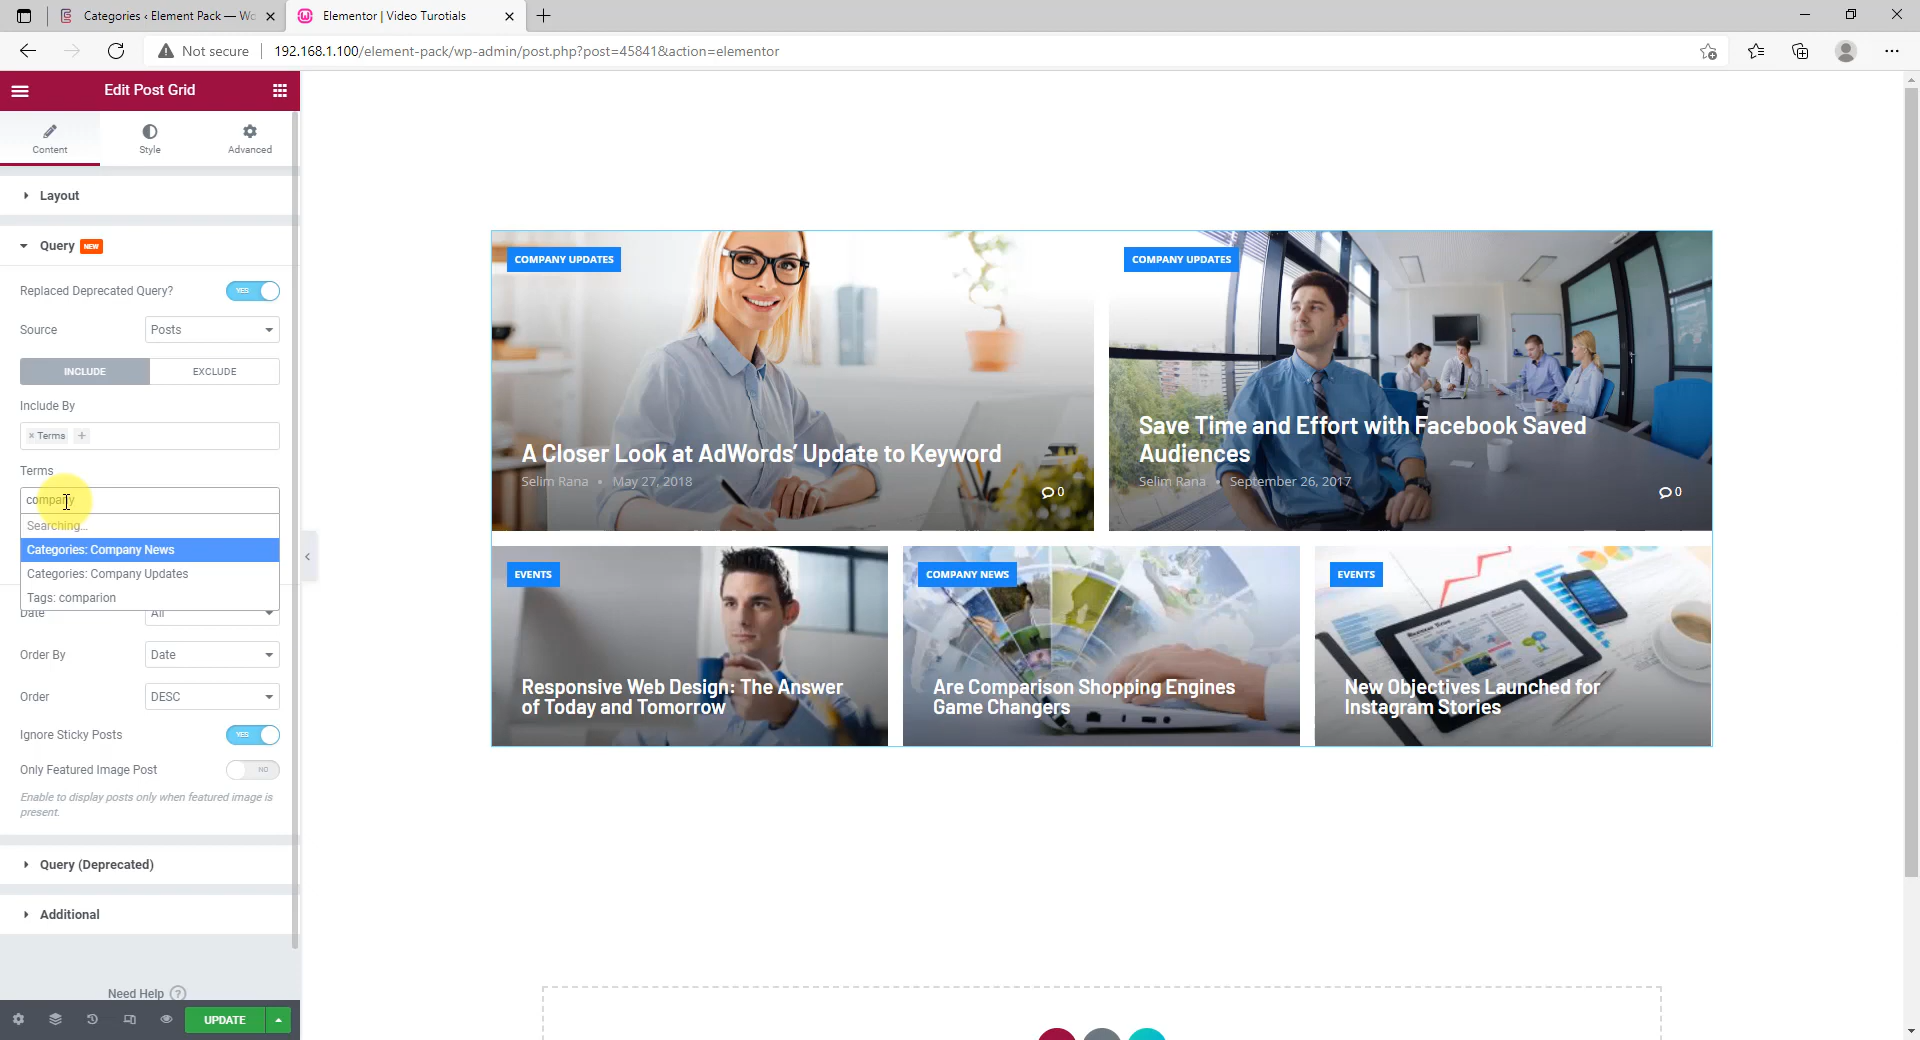 Categories ‹ Element Pack — Wo
Elementor | Video Turotials
Not secure
192.168.1.100/element-pack/wp-admin/post.php?post=45841&action=elementor
Edit Post Grid
Content
Style
Advanced
Layout
Query NEW
Replaced Deprecated Query? YES
Source Posts
INCLUDE EXCLUDE
Include By
× Terms +
Terms
company
Searching...
Categories: Company News
Categories: Company Updates
Tags: comparion
Date All
Order By Date
Order DESC
Ignore Sticky Posts YES
Only Featured Image Post NO
Enable to display posts only when featured image is
present.
Query (Deprecated)
Additional
Need Help ?
UPDATE
COMPANY UPDATES
A Closer Look at AdWords’ Update to Keyword
Selim Rana • May 27, 2018
0
COMPANY UPDATES
Save Time and Effort with Facebook Saved
Audiences
Selim Rana • September 26, 2017
0
EVENTS
Responsive Web Design: The Answer
of Today and Tomorrow
COMPANY NEWS
Are Comparison Shopping Engines
Game Changers
EVENTS
New Objectives Launched for
Instagram Stories